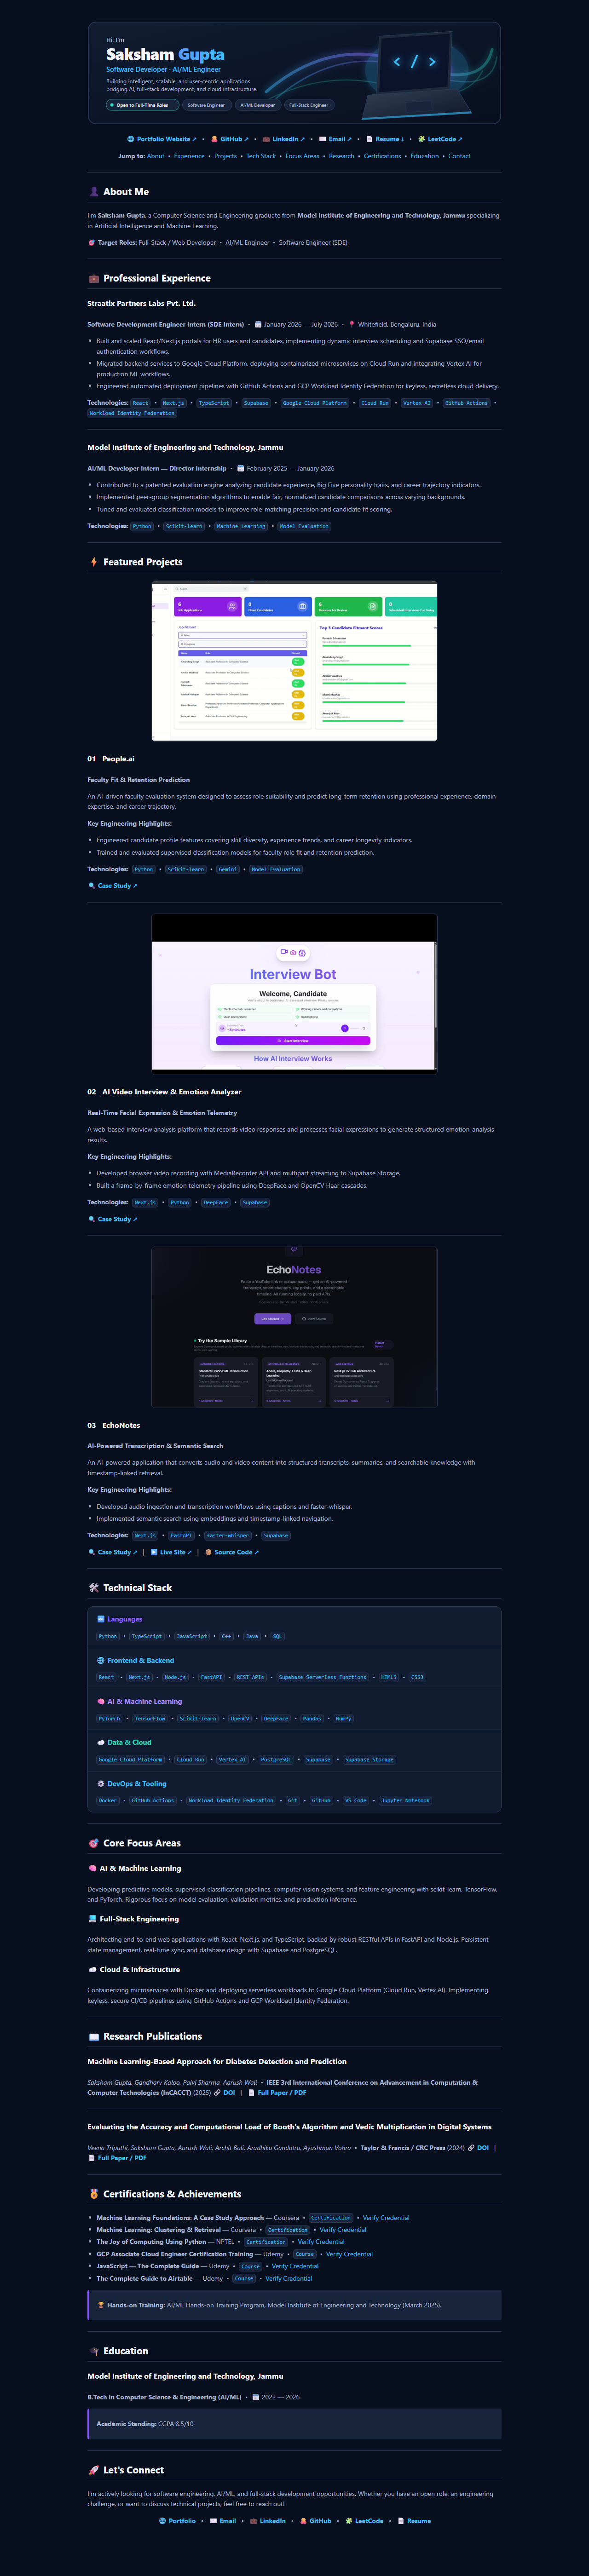 Hi, I'm
Saksham Gupta
Software Developer · AI/ML Engineer
Building intelligent, scalable, and user-centric applications
bridging AI, full-stack development, and cloud infrastructure.
Open to Full-Time Roles Software Engineer AI/ML Developer Full-Stack Engineer
</>
🌐 Portfolio Website ↗ • GitHub ↗ • 💼 LinkedIn ↗ • 📧 Email ↗ • 📄 Resume ↓ • 🧩 LeetCode ↗
Jump to: About • Experience • Projects • Tech Stack • Focus Areas • Research • Certifications • Education • Contact
👤 About Me
I'm Saksham Gupta, a Computer Science and Engineering graduate from Model Institute of Engineering and Technology, Jammu specializing
in Artificial Intelligence and Machine Learning.
🎯 Target Roles: Full-Stack / Web Developer • AI/ML Engineer • Software Engineer (SDE)
💼 Professional Experience
Straatix Partners Labs Pvt. Ltd.
Software Development Engineer Intern (SDE Intern) • 📅 January 2026 — July 2026 • 📍 Whitefield, Bengaluru, India
• Built and scaled React/Next.js portals for HR users and candidates, implementing dynamic interview scheduling and Supabase SSO/email
authentication workflows.
• Migrated backend services to Google Cloud Platform, deploying containerized microservices on Cloud Run and integrating Vertex AI for
production ML workflows.
• Engineered automated deployment pipelines with GitHub Actions and GCP Workload Identity Federation for keyless, secretless cloud delivery.
Technologies: React • Next.js • TypeScript • Supabase • Google Cloud Platform • Cloud Run • Vertex AI • GitHub Actions •
Workload Identity Federation
Model Institute of Engineering and Technology, Jammu
AI/ML Developer Intern — Director Internship • 📅 February 2025 — January 2026
• Contributed to a patented evaluation engine analyzing candidate experience, Big Five personality traits, and career trajectory indicators.
• Implemented peer-group segmentation algorithms to enable fair, normalized candidate comparisons across varying backgrounds.
• Tuned and evaluated classification models to improve role-matching precision and candidate fit scoring.
Technologies: Python • Scikit-learn • Machine Learning • Model Evaluation
⚡ Featured Projects
6 6 6 0
Job Applications
Job Fitment
Top 5 Candidate Fitment Scores
01 People.ai
Faculty Fit & Retention Prediction
An AI-driven faculty evaluation system designed to assess role suitability and predict long-term retention using professional experience, domain
expertise, and career trajectory.
Key Engineering Highlights:
• Engineered candidate profile features covering skill diversity, experience trends, and career longevity indicators.
• Trained and evaluated supervised classification models for faculty role fit and retention prediction.
Technologies: Python • Scikit-learn • Gemini • Model Evaluation
🔍 Case Study ↗
Interview Bot
Welcome, Candidate
Start Interview
How AI Interview Works
02 AI Video Interview & Emotion Analyzer
Real-Time Facial Expression & Emotion Telemetry
A web-based interview analysis platform that records video responses and processes facial expressions to generate structured emotion-analysis
results.
Key Engineering Highlights:
• Developed browser video recording with MediaRecorder API and multipart streaming to Supabase Storage.
• Built a frame-by-frame emotion telemetry pipeline using DeepFace and OpenCV Haar cascades.
Technologies: Next.js • Python • DeepFace • Supabase
🔍 Case Study ↗
EchoNotes
Try the Sample Library
03 EchoNotes
AI-Powered Transcription & Semantic Search
An AI-powered application that converts audio and video content into structured transcripts, summaries, and searchable knowledge with
timestamp-linked retrieval.
Key Engineering Highlights:
• Developed audio ingestion and transcription workflows using captions and faster-whisper.
• Implemented semantic search using embeddings and timestamp-linked navigation.
Technologies: Next.js • FastAPI • faster-whisper • Supabase
🔍 Case Study ↗ | Live Site ↗ | 📦 Source Code ↗
🛠 Technical Stack
Languages
Python • TypeScript • JavaScript • C++ • Java • SQL
🌐 Frontend & Backend
React • Next.js • Node.js • FastAPI • REST APIs • Supabase Serverless Functions • HTML5 • CSS3
🧠 AI & Machine Learning
PyTorch • TensorFlow • Scikit-learn • OpenCV • DeepFace • Pandas • NumPy
☁ Data & Cloud
Google Cloud Platform • Cloud Run • Vertex AI • PostgreSQL • Supabase • Supabase Storage
⚙ DevOps & Tooling
Docker • GitHub Actions • Workload Identity Federation • Git • GitHub • VS Code • Jupyter Notebook
🎯 Core Focus Areas
🧠 AI & Machine Learning
Developing predictive models, supervised classification pipelines, computer vision systems, and feature engineering with scikit-learn, TensorFlow,
and PyTorch. Rigorous focus on model evaluation, validation metrics, and production inference.
💻 Full-Stack Engineering
Architecting end-to-end web applications with React, Next.js, and TypeScript, backed by robust RESTful APIs in FastAPI and Node.js. Persistent
state management, real-time sync, and database design with Supabase and PostgreSQL.
☁ Cloud & Infrastructure
Containerizing microservices with Docker and deploying serverless workloads to Google Cloud Platform (Cloud Run, Vertex AI). Implementing
keyless, secure CI/CD pipelines using GitHub Actions and GCP Workload Identity Federation.
📖 Research Publications
Machine Learning-Based Approach for Diabetes Detection and Prediction
Saksham Gupta, Gandharv Kaloo, Palvi Sharma, Aarush Wali • IEEE 3rd International Conference on Advancement in Computation &
Computer Technologies (InCACCT) (2025) 🔗 DOI | 📄 Full Paper / PDF
Evaluating the Accuracy and Computational Load of Booth's Algorithm and Vedic Multiplication in Digital Systems
Veena Tripathi, Saksham Gupta, Aarush Wali, Archit Bali, Aradhika Gandotra, Ayushman Vohra • Taylor & Francis / CRC Press (2024) 🔗 DOI |
📄 Full Paper / PDF
🏅 Certifications & Achievements
• Machine Learning Foundations: A Case Study Approach — Coursera • Certification • Verify Credential
• Machine Learning: Clustering & Retrieval — Coursera • Certification • Verify Credential
• The Joy of Computing Using Python — NPTEL • Certification • Verify Credential
• GCP Associate Cloud Engineer Certification Training — Udemy • Course • Verify Credential
• JavaScript — The Complete Guide — Udemy • Course • Verify Credential
• The Complete Guide to Airtable — Udemy • Course • Verify Credential
🏆 Hands-on Training: AI/ML Hands-on Training Program, Model Institute of Engineering and Technology (March 2025).
🎓 Education
Model Institute of Engineering and Technology, Jammu
B.Tech in Computer Science & Engineering (AI/ML) • 📅 2022 — 2026
Academic Standing: CGPA 8.5/10
🚀 Let's Connect
I'm actively looking for software engineering, AI/ML, and full-stack development opportunities. Whether you have an open role, an engineering
challenge, or want to discuss technical projects, feel free to reach out!
🌐 Portfolio • 📧 Email • 💼 LinkedIn • GitHub • 🧩 LeetCode • 📄 Resume